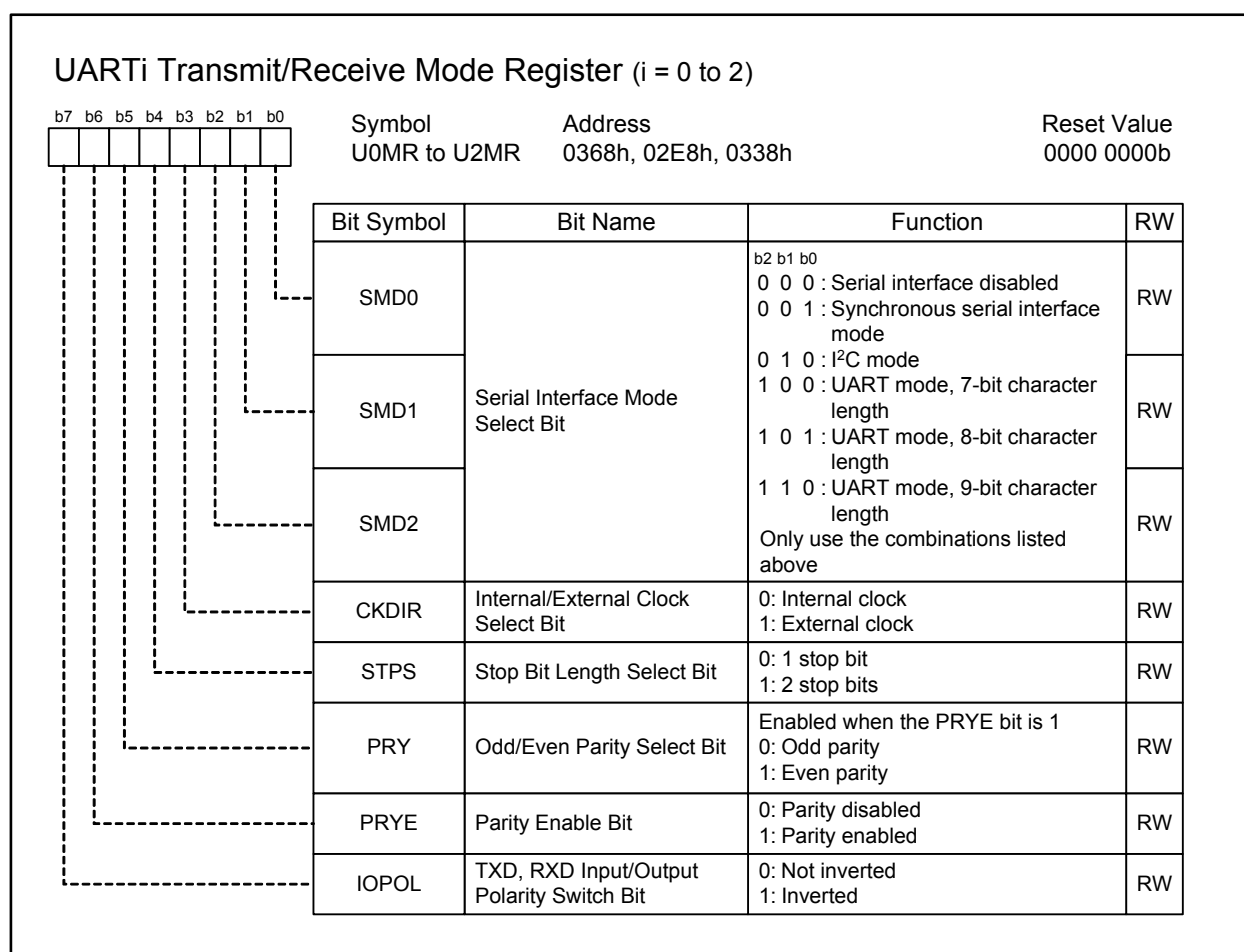 UARTi Transmit/Receive Mode Register (i = 0 to 2)
b7 b6 b5 b4 b3 b2 b1 b0
Symbol Address Reset Value
U0MR to U2MR 0368h, 02E8h, 0338h 0000 0000b
Bit Symbol Bit Name Function RW
SMD0
SMD1
SMD2
Serial Interface Mode
Select Bit
b2 b1 b0
0 0 0 : Serial interface disabled
0 0 1 : Synchronous serial interface
mode
0 1 0 : I²C mode
1 0 0 : UART mode, 7-bit character
length
1 0 1 : UART mode, 8-bit character
length
1 1 0 : UART mode, 9-bit character
length
Only use the combinations listed
above
RW
RW
RW
CKDIR
Internal/External Clock
Select Bit
0: Internal clock
1: External clock
RW
STPS
Stop Bit Length Select Bit
0: 1 stop bit
1: 2 stop bits
RW
PRY
Odd/Even Parity Select Bit
Enabled when the PRYE bit is 1
0: Odd parity
1: Even parity
RW
PRYE
Parity Enable Bit
0: Parity disabled
1: Parity enabled
RW
IOPOL
TXD, RXD Input/Output
Polarity Switch Bit
0: Not inverted
1: Inverted
RW